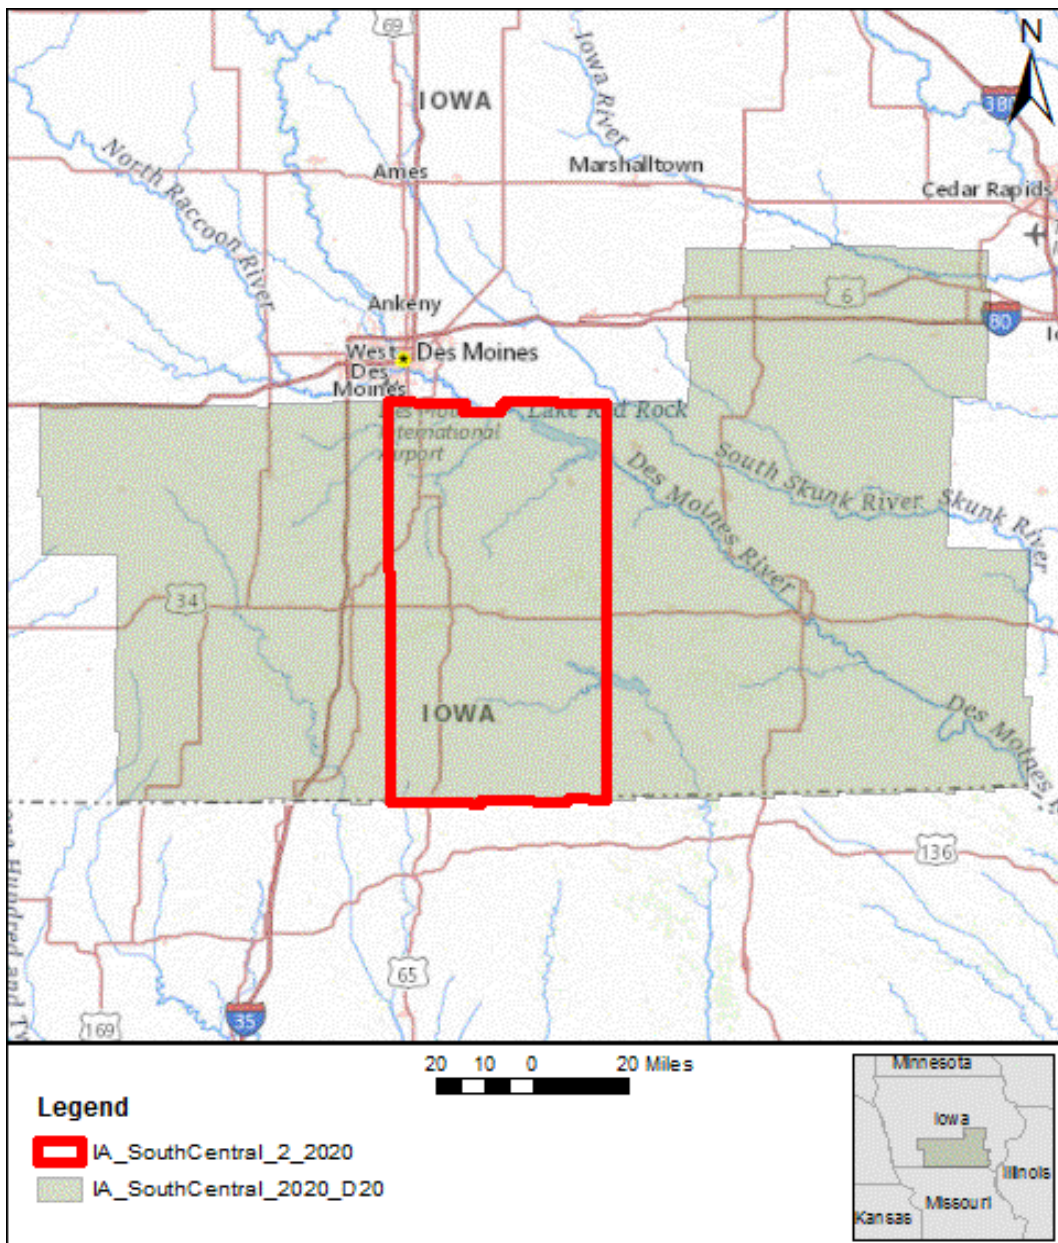 69
N
IOWA
Iowa River
380
North Raccoon River
Ames
Marshalltown
Cedar Rapids
Ankeny
6
80
West
Des
Moines
Des Moines
Lake Red Rock
International
Airport
South Skunk River
Skunk River
Des Moines River
34
IOWA
Des Moines
136
65
35
169
20 10 0 20 Miles
Legend
IA_SouthCentral_2_2020
IA_SouthCentral_2020_D20
Minnesota
Iowa
Illinois
Missouri
Kansas